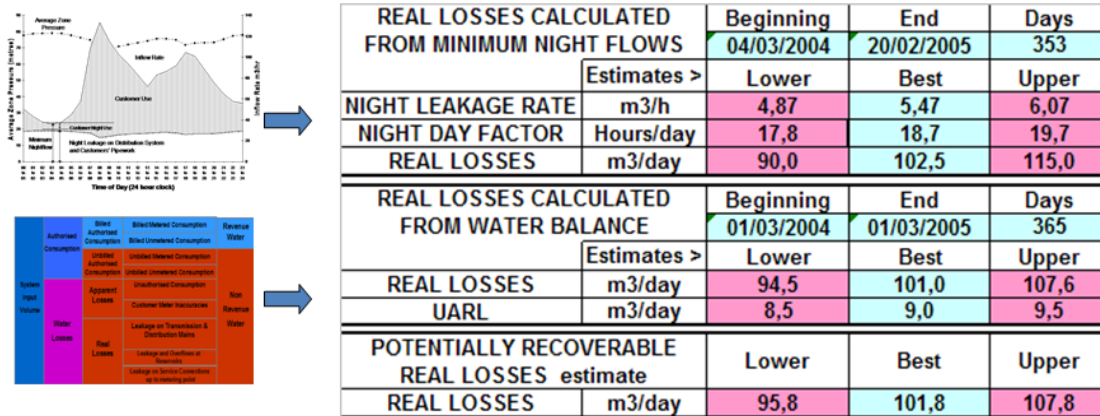 Average Zone
Pressure
Inflow Rate
Customer Use
Customer Night Use
Minimum
Nightflow
Night Leakage on Distribution System
and Customers' Pipework
Average Zone Pressure (metres)
Inflow Rate m3/hr
Time of Day (24 hour clock)
System
Input
Volume
Authorised
Consumption
Water
Losses
Billed
Authorised
Consumption
Unbilled
Authorised
Consumption
Apparent
Losses
Real
Losses
Billed Metered Consumption
Billed Unmetered Consumption
Unbilled Metered Consumption
Unbilled Unmetered Consumption
Unauthorised Consumption
Customer Meter Inaccuracies
Leakage on Transmission &
Distribution Mains
Leakage and Overflows at
Reservoirs
Leakage on Service Connections
up to metering point
Revenue
Water
Non
Revenue
Water
REAL LOSSES CALCULATED Beginning End Days
FROM MINIMUM NIGHT FLOWS 04/03/2004 20/02/2005 353
Estimates > Lower Best Upper
NIGHT LEAKAGE RATE m3/h 4,87 5,47 6,07
NIGHT DAY FACTOR Hours/day 17,8 18,7 19,7
REAL LOSSES m3/day 90,0 102,5 115,0
REAL LOSSES CALCULATED Beginning End Days
FROM WATER BALANCE 01/03/2004 01/03/2005 365
Estimates > Lower Best Upper
REAL LOSSES m3/day 94,5 101,0 107,6
UARL m3/day 8,5 9,0 9,5
POTENTIALLY RECOVERABLE
REAL LOSSES estimate Lower Best Upper
REAL LOSSES m3/day 95,8 101,8 107,8